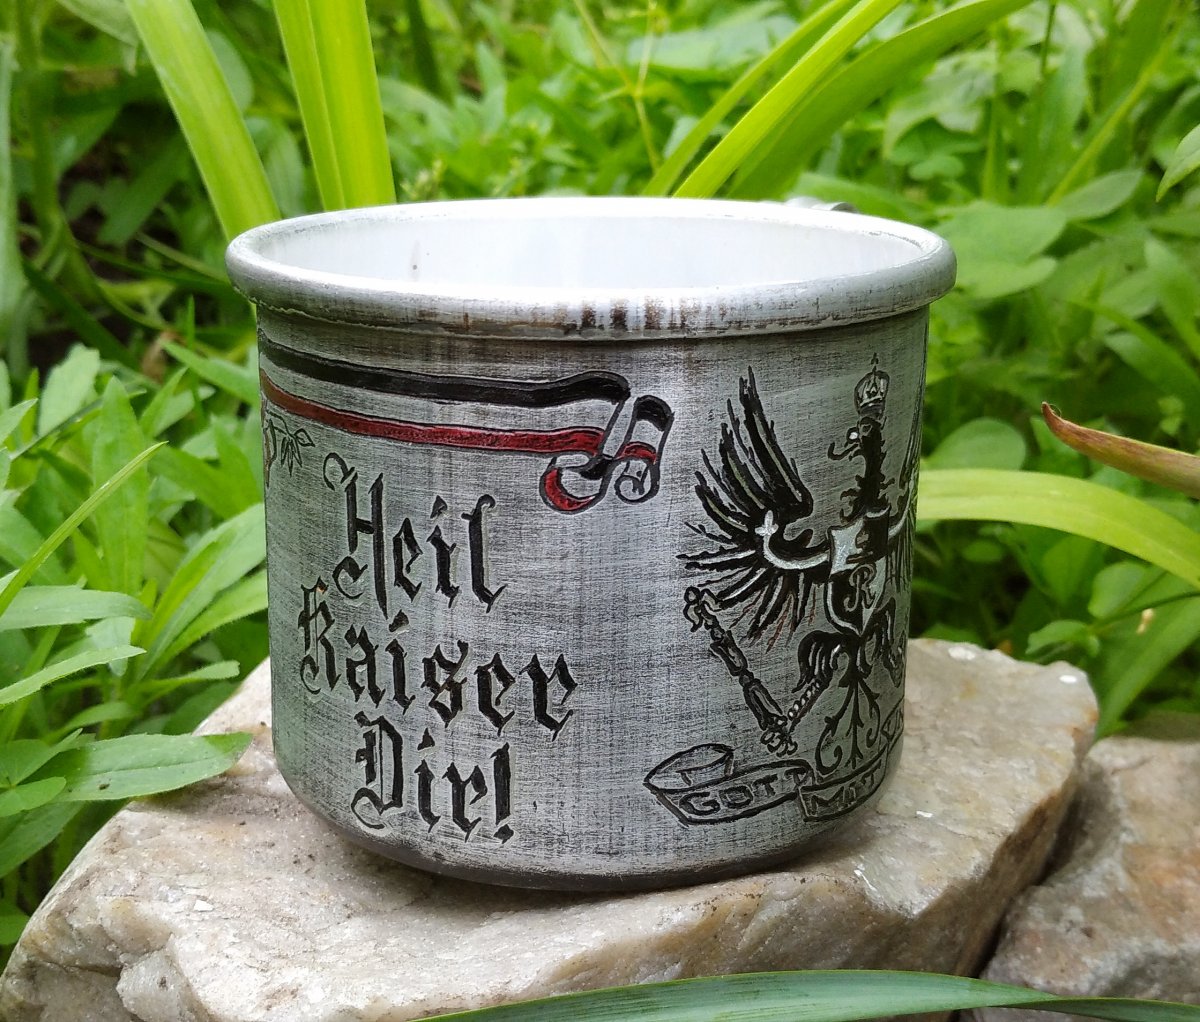 Heil
Kaiser
Dir!
R
GOTT
MIT